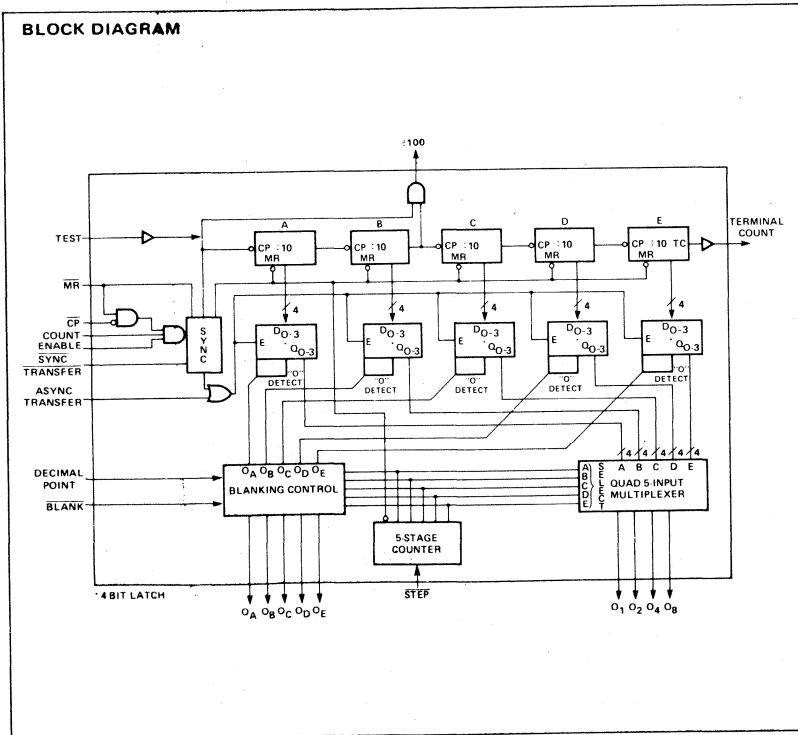 BLOCK DIAGRAM
÷100
A B C D E
TERMINAL COUNT
TEST
CP ÷10 MR
CP ÷10 MR
CP ÷10 MR
CP ÷10 MR
CP ÷10 TC MR
MR
CP
COUNT
ENABLE
SYNC
TRANSFER
ASYNC
TRANSFER
SYNC
4 4 4 4 4
E D0-3 * Q0-3
E D0-3 * Q0-3
E D0-3 * Q0-3
E D0-3 * Q0-3
E D0-3 * Q0-3
"0" DETECT
"0" DETECT
"0" DETECT
"0" DETECT
"0" DETECT
4 4 4 4 4
DECIMAL
POINT
BLANK
OA OB OC OD OE
BLANKING CONTROL
A B C D E
SELECT
A B C D E
QUAD 5-INPUT
MULTIPLEXER
5-STAGE
COUNTER
STEP
* 4 BIT LATCH
OA OB OC OD OE
O1 O2 O4 O8